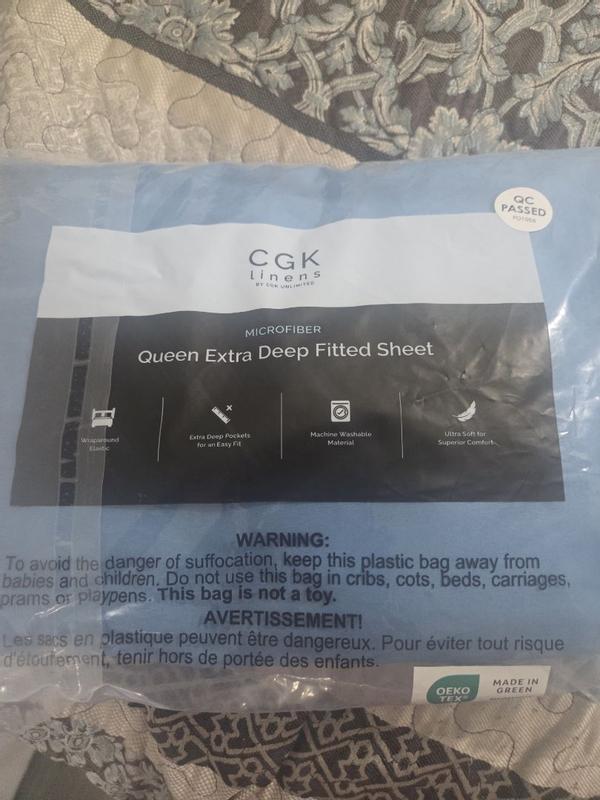 QC
PASSED
CGK
linens
BY CGK UNLIMITED
MICROFIBER
Queen Extra Deep Fitted Sheet
Wraparound
Elastic
Extra Deep Pockets
for an Easy Fit
Machine Washable
Material
Ultra Soft for
Superior Comfort
WARNING:
To avoid the danger of suffocation, keep this plastic bag away from
babies and children. Do not use this bag in cribs, cots, beds, carriages,
prams or playpens. This bag is not a toy.
AVERTISSEMENT!
Les sacs en plastique peuvent être dangereux. Pour éviter tout risque
d'étoufement, tenir hors de portée des enfants.
OEKO
TEX®
MADE IN
GREEN